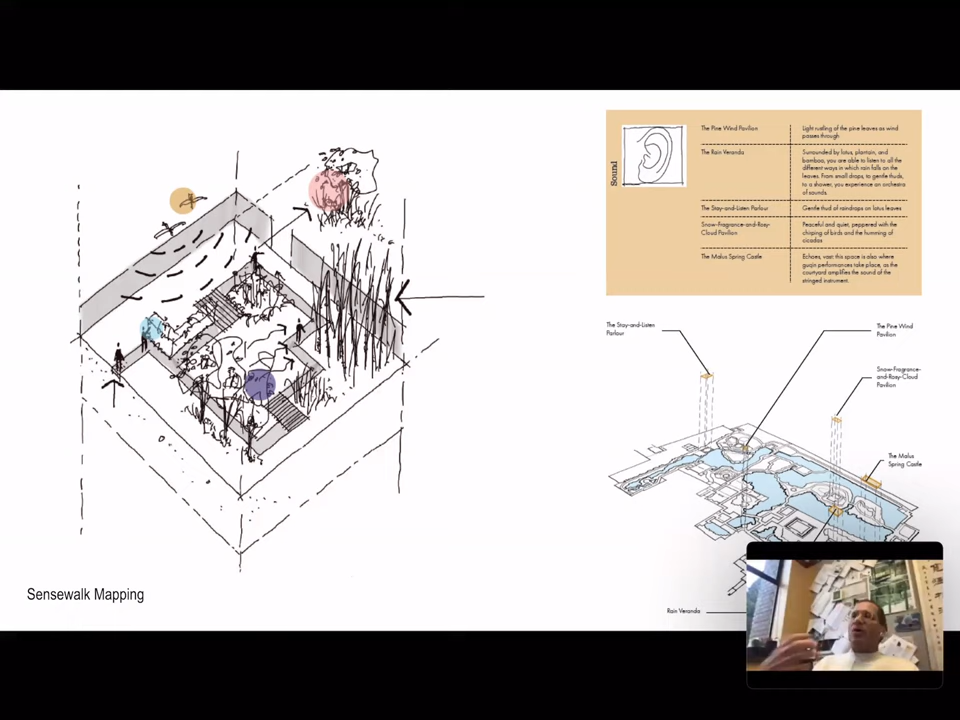 Sound
The Pine Wind Pavilion
Light rustling of the pine leaves as wind
passes through
The Rain Veranda
Surrounded by lotus, plantain, and
bamboo, you are able to listen to all the
different ways in which rain falls on the
leaves. From small drops, to gentle thuds,
to a shower, you experience an orchestra
of sounds.
The Stay-and-Listen Parlour
Gentle thud of raindrops on lotus leaves
Snow-Fragrance-and-Rosy-
Cloud Pavilion
Peaceful and quiet, peppered with the
chirping of birds and the humming of
cicadas
The Malus Spring Castle
Echoes, vast; this space is also where
guqin performances take place, as the
courtyard amplifies the sound of the
stringed instrument.
The Stay-and-Listen
Parlour
The Pine Wind
Pavilion
Snow-Fragrance-
and-Rosy-Cloud
Pavilion
The Malus
Spring Castle
Rain Veranda
Sensewalk Mapping